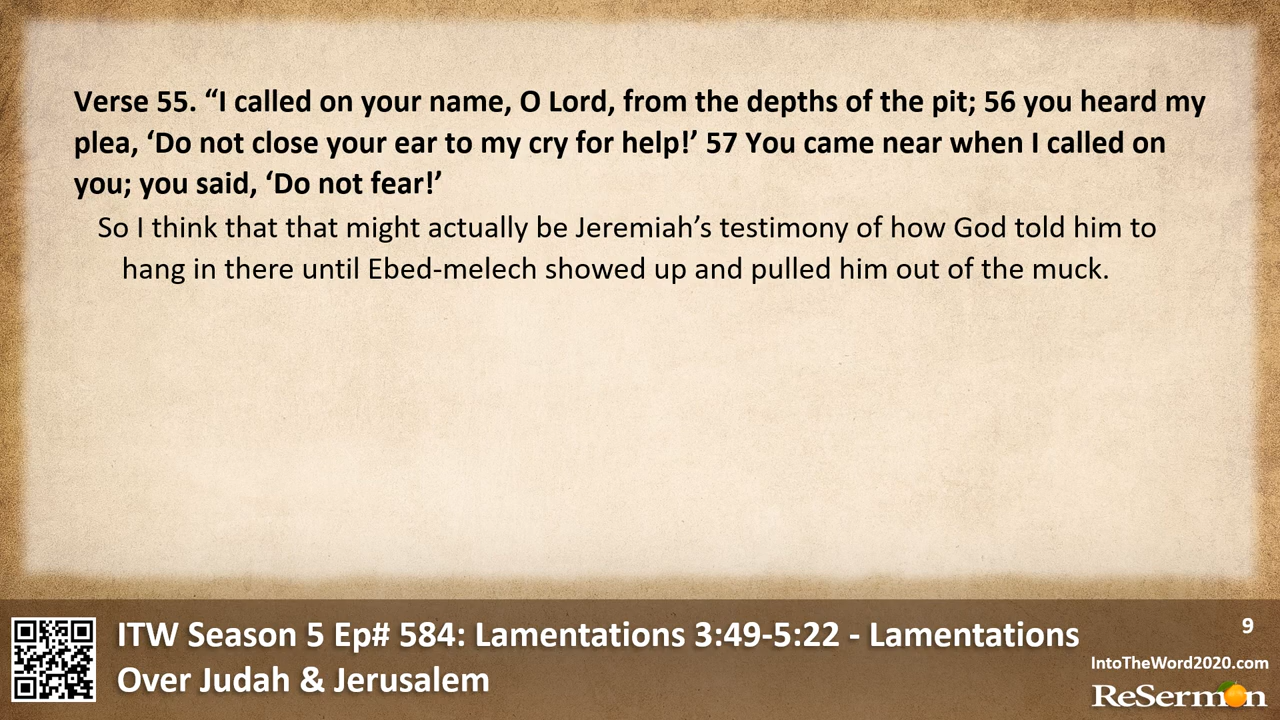 Verse 55. “I called on your name, O Lord, from the depths of the pit; 56 you heard my
plea, ‘Do not close your ear to my cry for help!’ 57 You came near when I called on
you; you said, ‘Do not fear!’
So I think that that might actually be Jeremiah’s testimony of how God told him to
hang in there until Ebed-melech showed up and pulled him out of the muck.
ITW Season 5 Ep# 584: Lamentations 3:49-5:22 - Lamentations
Over Judah & Jerusalem
9
IntoTheWord2020.com
ReSermon